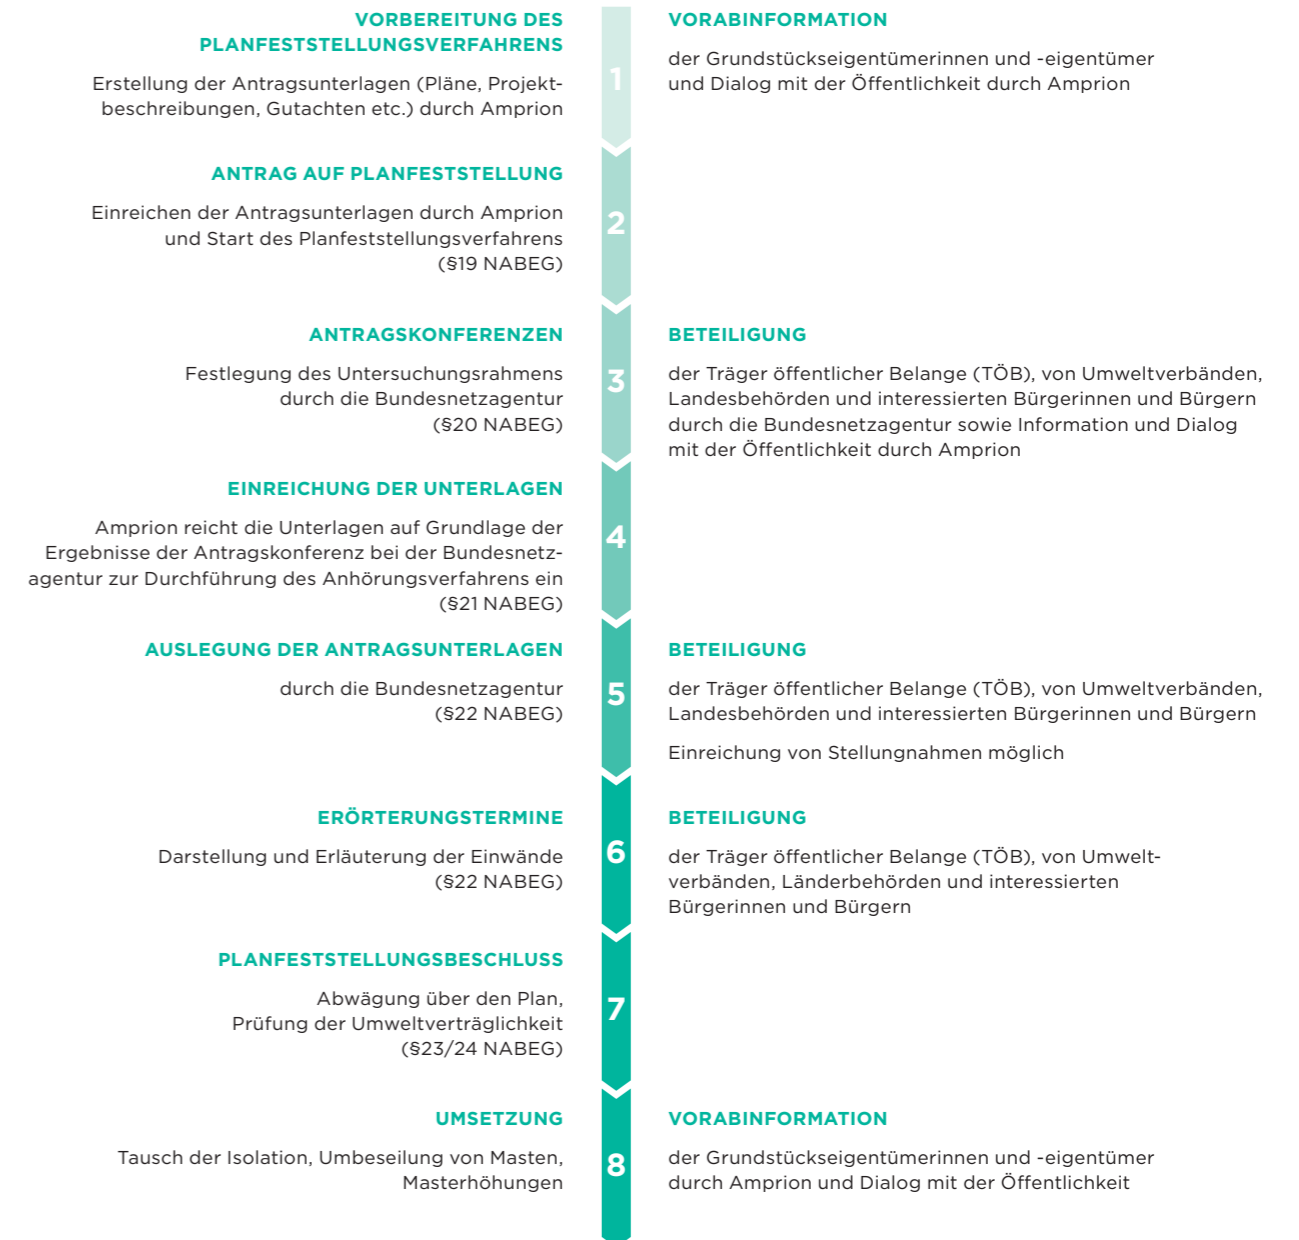 VORBEREITUNG DES
PLANFESTSTELLUNGSVERFAHRENS
Erstellung der Antragsunterlagen (Pläne, Projekt-
beschreibungen, Gutachten etc.) durch Amprion
1
VORABINFORMATION
der Grundstückseigentümerinnen und -eigentümer
und Dialog mit der Öffentlichkeit durch Amprion
ANTRAG AUF PLANFESTSTELLUNG
Einreichen der Antragsunterlagen durch Amprion
und Start des Planfeststellungsverfahrens
(§19 NABEG)
2
ANTRAGSKONFERENZEN
Festlegung des Untersuchungsrahmens
durch die Bundesnetzagentur
(§20 NABEG)
3
BETEILIGUNG
der Träger öffentlicher Belange (TÖB), von Umweltverbänden,
Landesbehörden und interessierten Bürgerinnen und Bürgern
durch die Bundesnetzagentur sowie Information und Dialog
mit der Öffentlichkeit durch Amprion
EINREICHUNG DER UNTERLAGEN
Amprion reicht die Unterlagen auf Grundlage der
Ergebnisse der Antragskonferenz bei der Bundesnetz-
agentur zur Durchführung des Anhörungsverfahrens ein
(§21 NABEG)
4
AUSLEGUNG DER ANTRAGSUNTERLAGEN
durch die Bundesnetzagentur
(§22 NABEG)
5
BETEILIGUNG
der Träger öffentlicher Belange (TÖB), von Umweltverbänden,
Landesbehörden und interessierten Bürgerinnen und Bürgern
Einreichung von Stellungnahmen möglich
ERÖRTERUNGSTERMINE
Darstellung und Erläuterung der Einwände
(§22 NABEG)
6
BETEILIGUNG
der Träger öffentlicher Belange (TÖB), von Umwelt-
verbänden, Länderbehörden und interessierten
Bürgerinnen und Bürgern
PLANFESTSTELLUNGSBESCHLUSS
Abwägung über den Plan,
Prüfung der Umweltverträglichkeit
(§23/24 NABEG)
7
UMSETZUNG
Tausch der Isolation, Umbeseilung von Masten,
Masterhöhungen
8
VORABINFORMATION
der Grundstückseigentümerinnen und -eigentümer
durch Amprion und Dialog mit der Öffentlichkeit